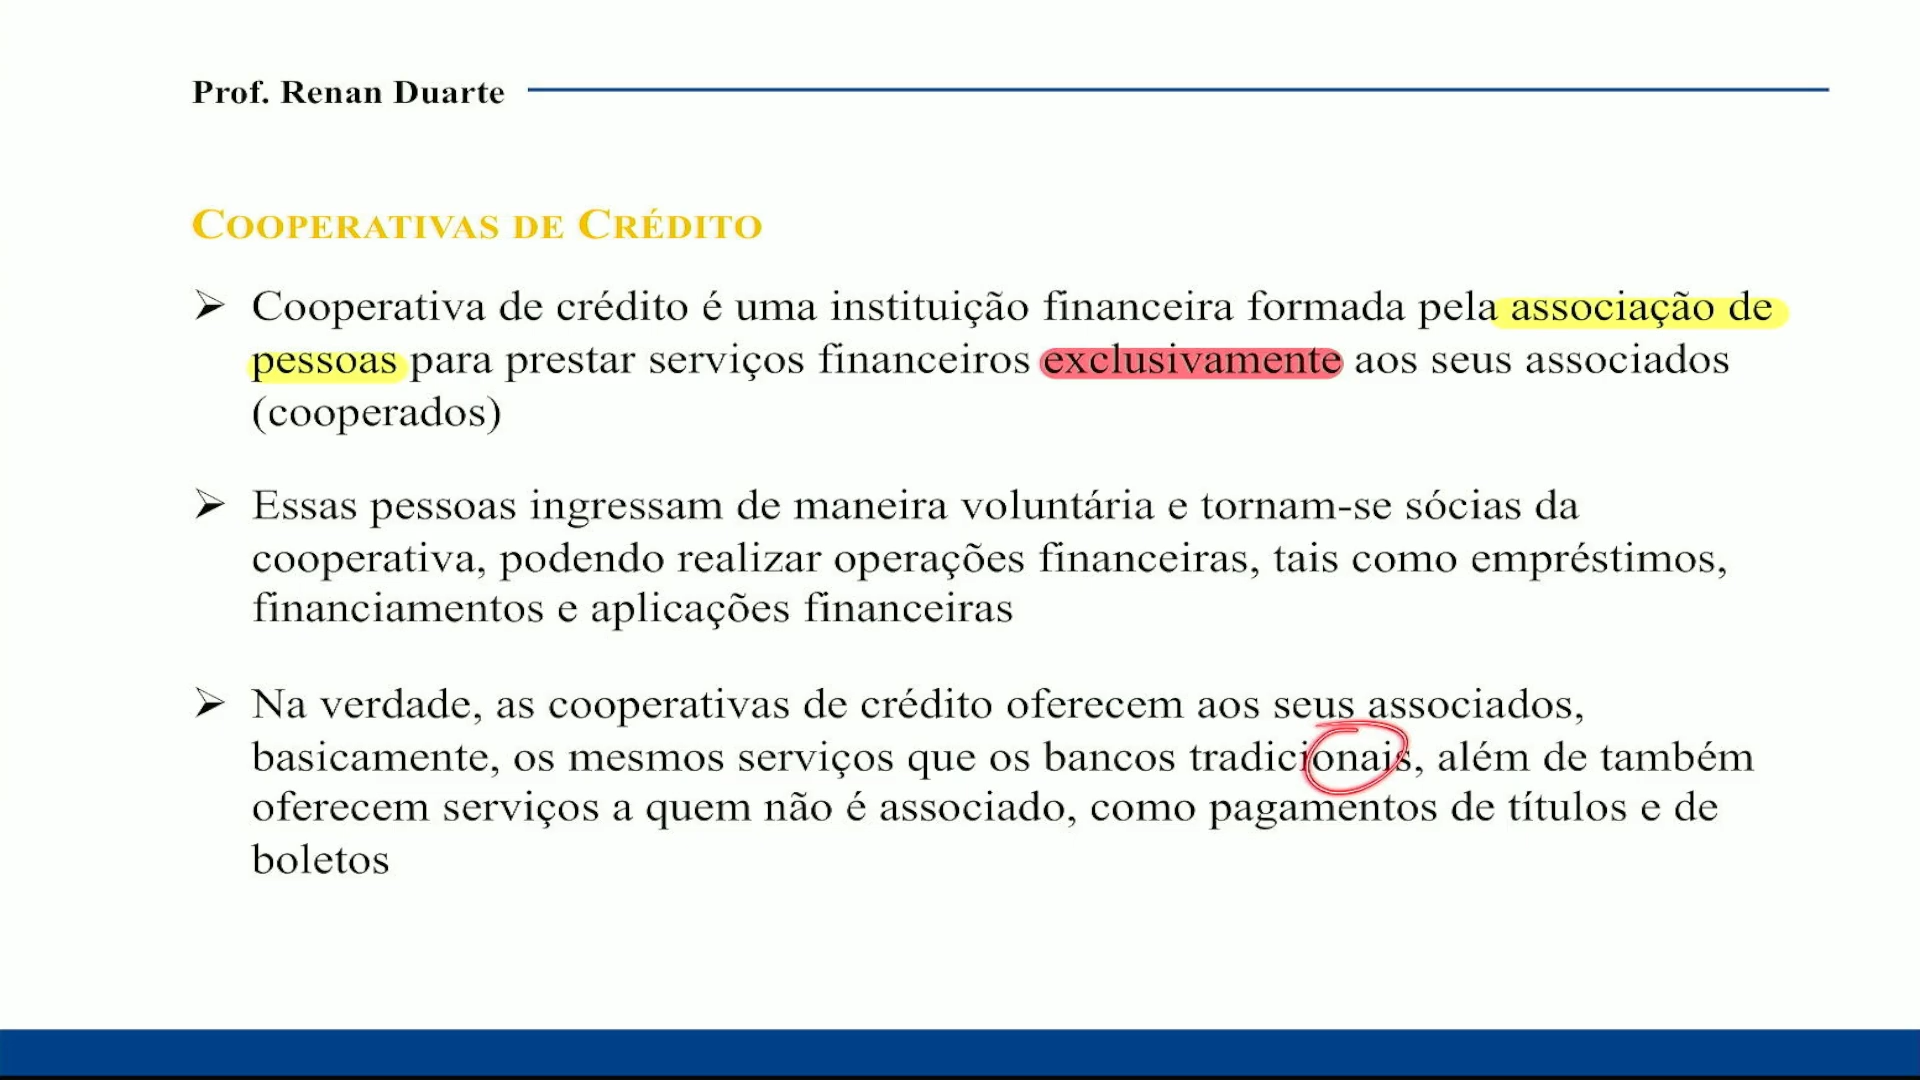 Prof. Renan Duarte
COOPERATIVAS DE CRÉDITO
➢ Cooperativa de crédito é uma instituição financeira formada pela associação de
pessoas para prestar serviços financeiros exclusivamente aos seus associados
(cooperados)
➢ Essas pessoas ingressam de maneira voluntária e tornam-se sócias da
cooperativa, podendo realizar operações financeiras, tais como empréstimos,
financiamentos e aplicações financeiras
➢ Na verdade, as cooperativas de crédito oferecem aos seus associados,
basicamente, os mesmos serviços que os bancos tradicionais, além de também
oferecem serviços a quem não é associado, como pagamentos de títulos e de
boletos